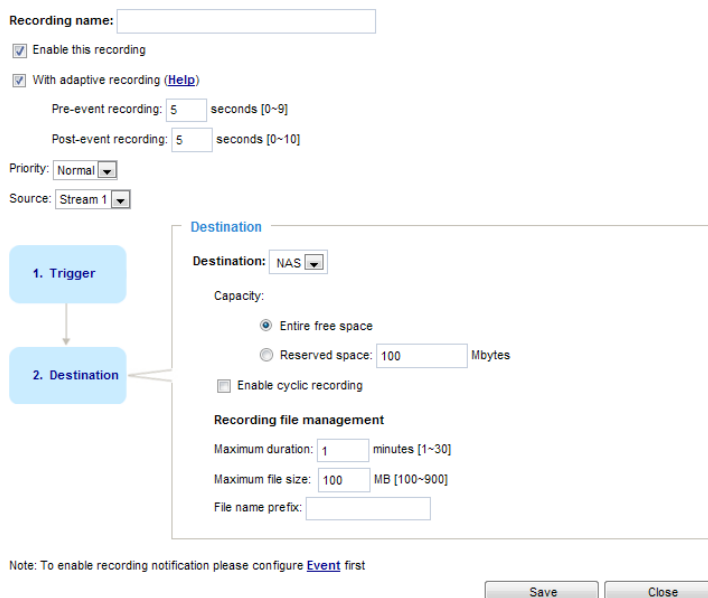 Recording name:
Enable this recording
With adaptive recording (Help)
Pre-event recording: 5 seconds [0~9]
Post-event recording: 5 seconds [0~10]
Priority: Normal
Source: Stream 1
1. Trigger
2. Destination
Destination
Destination: NAS
Capacity:
Entire free space
Reserved space: 100 Mbytes
Enable cyclic recording
Recording file management
Maximum duration: 1 minutes [1~30]
Maximum file size: 100 MB [100~900]
File name prefix:
Note: To enable recording notification please configure Event first
Save Close